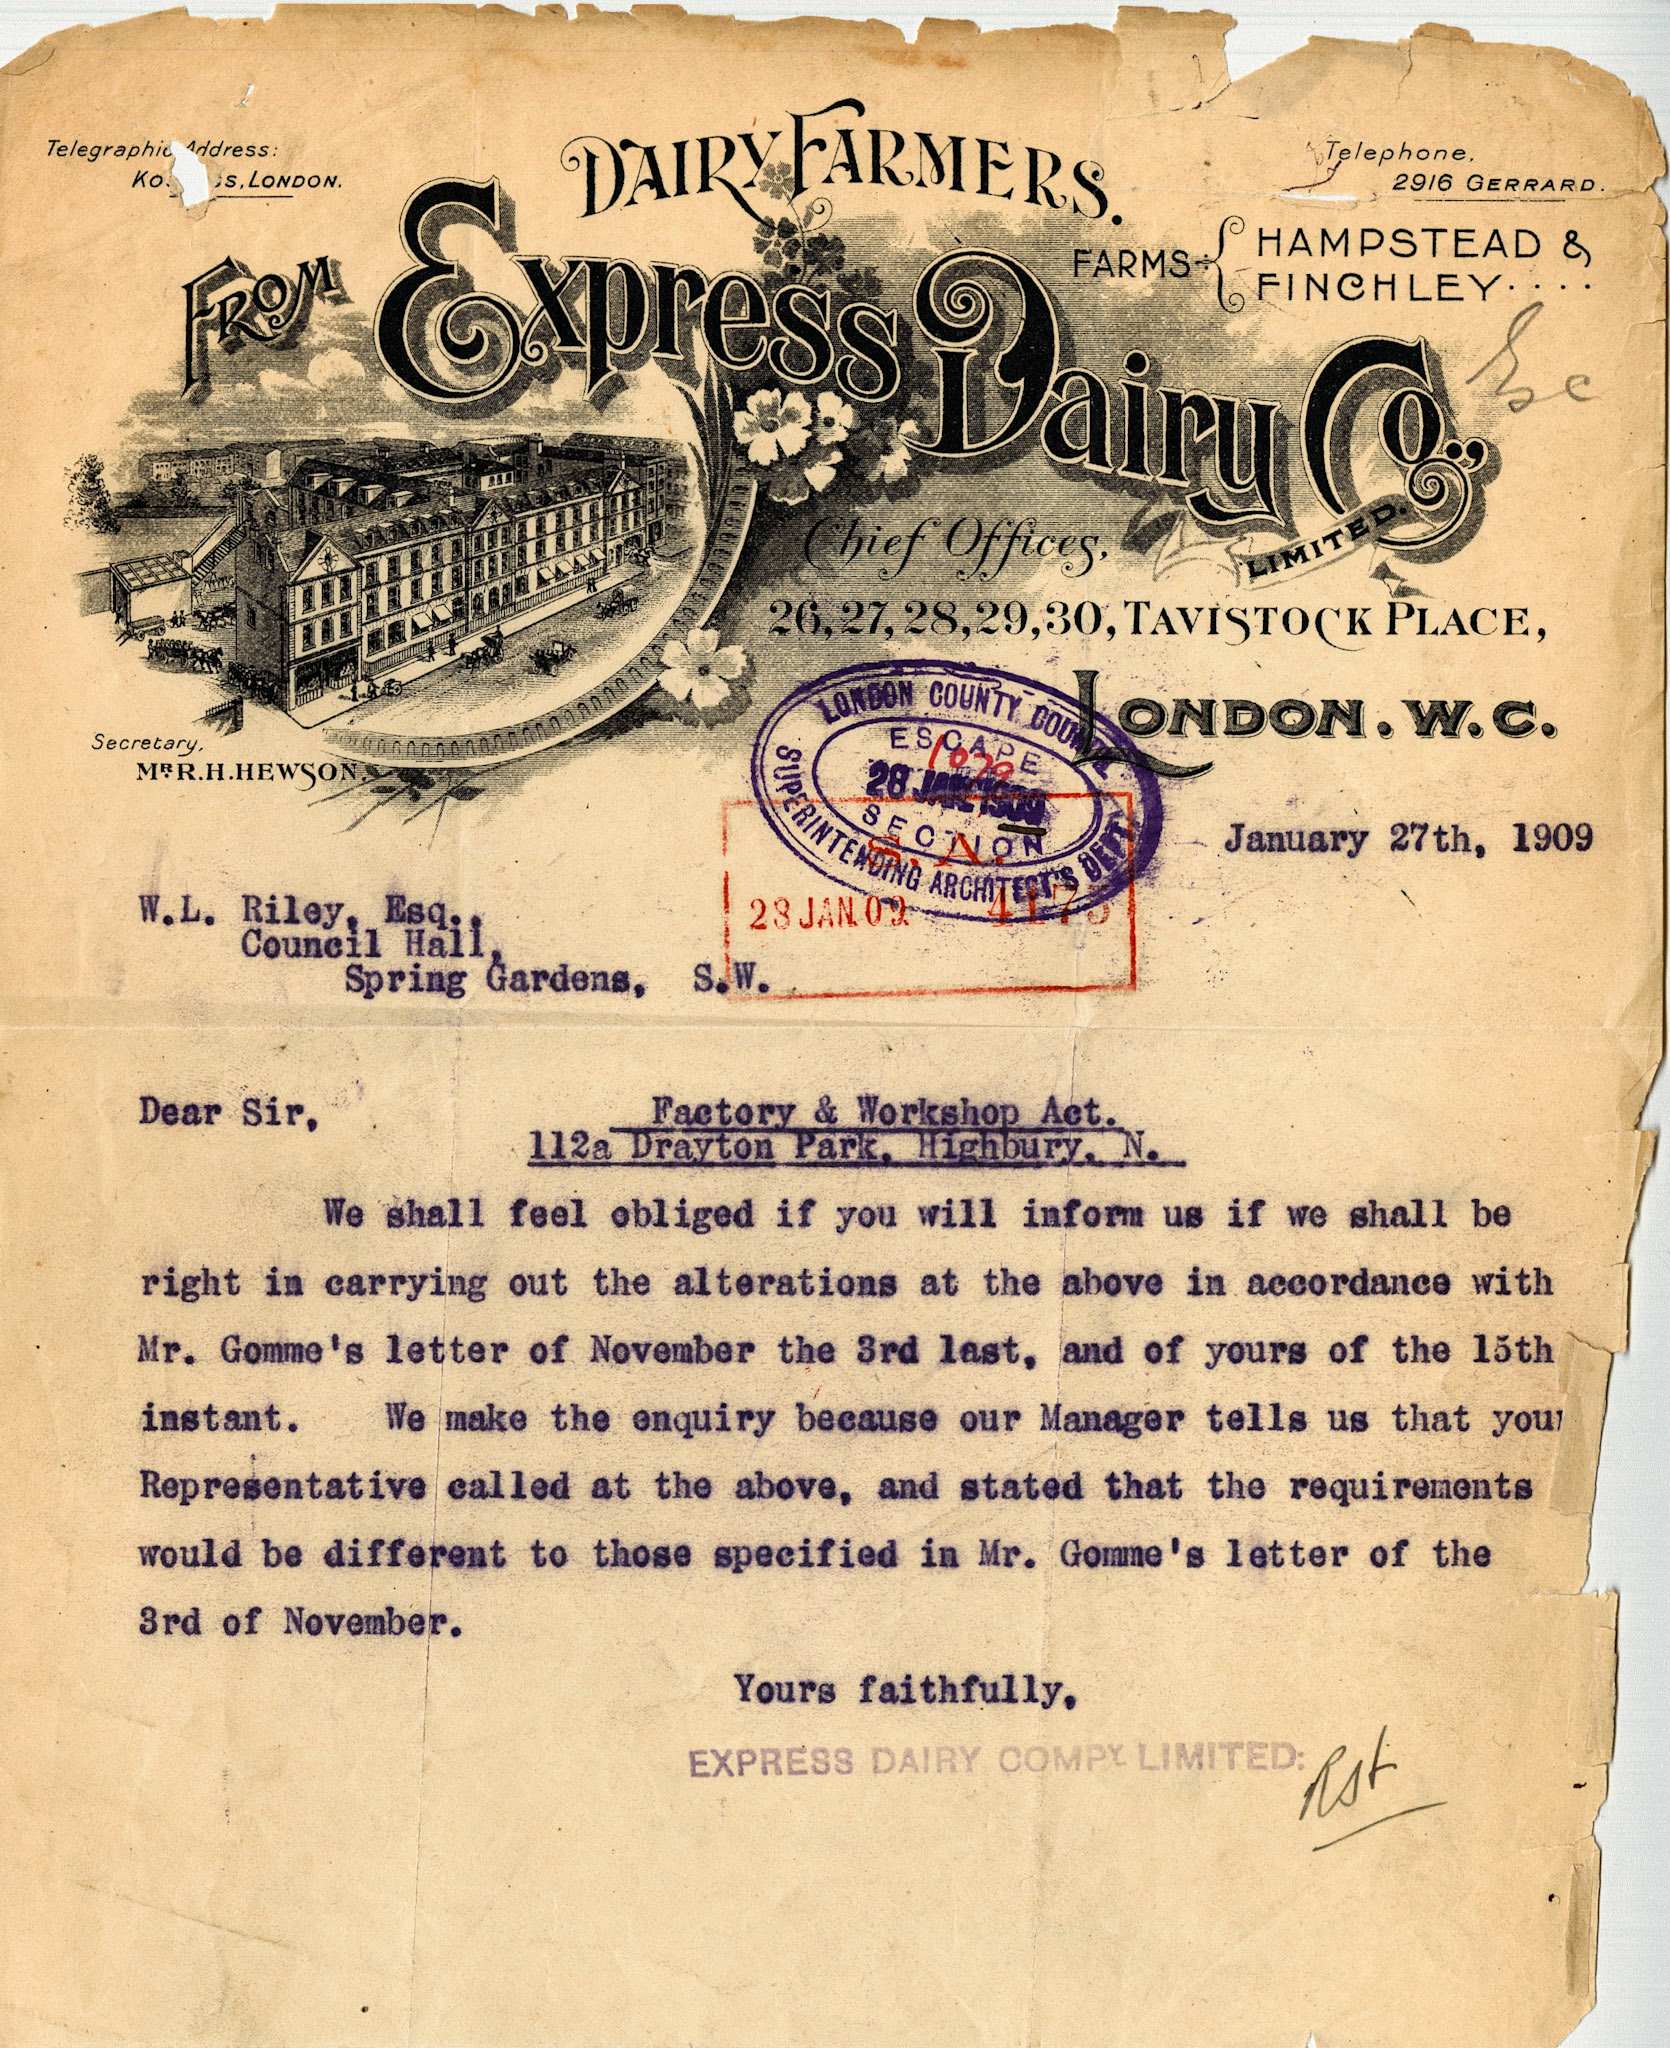 Telegraphic Address:
LONDON.
Telephone,
2916 GERRARD.
DAIRY FARMERS.
FARMS HAMPSTEAD &
FINCHLEY....
FROM Express Dairy Co.,
LIMITED.
Chief Offices,
26, 27, 28, 29, 30, TAVISTOCK PLACE,
LONDON. W.C.
Secretary,
MR R.H. HEWSON.
LONDON COUNTY COUNCIL
ESCAPE
28 JAN 1909
SECTION
SUPERINTENDING ARCHITECT'S DEPT
S.A.
28 JAN. 09 4175
January 27th, 1909
W.L. Riley, Esq.,
Council Hall,
Spring Gardens, S.W.
Dear Sir,
Factory & Workshop Act.
112a Drayton Park, Highbury, N.
We shall feel obliged if you will inform us if we shall be
right in carrying out the alterations at the above in accordance with
Mr. Gomme's letter of November the 3rd last, and of yours of the 15th
instant. We make the enquiry because our Manager tells us that your
Representative called at the above, and stated that the requirements
would be different to those specified in Mr. Gomme's letter of the
3rd of November.
Yours faithfully,
EXPRESS DAIRY COMPY. LIMITED: